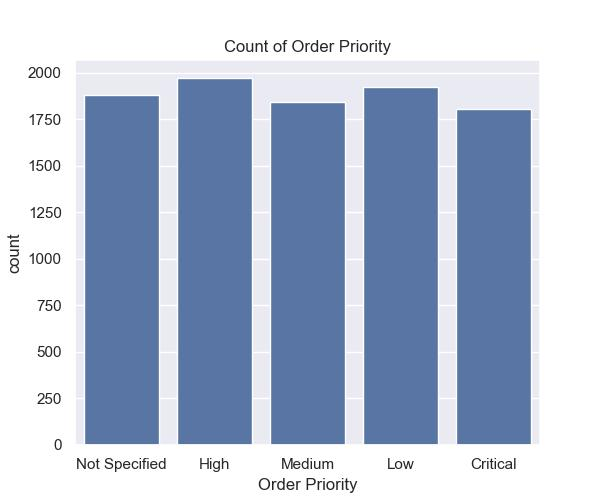 Count of Order Priority
2000
1750
1500
1250
1000
750
500
250
0
count
Not Specified High Medium Low Critical
Order Priority